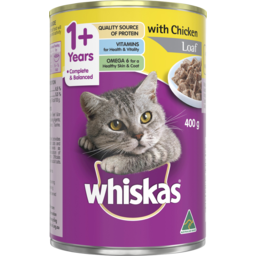 1+
Years
• Complete
& Balanced
QUALITY SOURCE
OF PROTEIN
VITAMINS
for Health & Vitality
OMEGA 6 for a
Healthy Skin & Coat
with Chicken
Loaf
400g
whiskas®